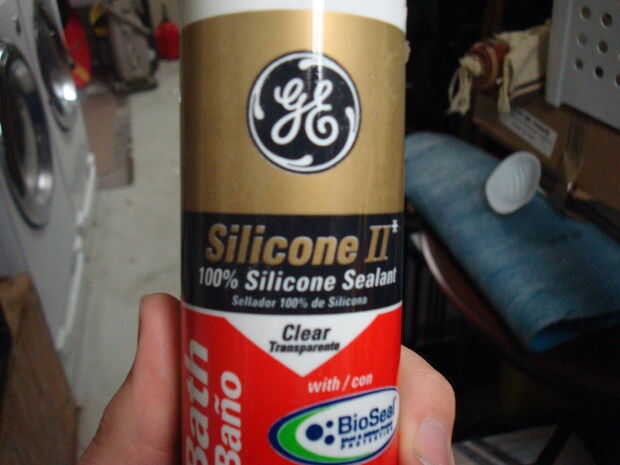 GE
Silicone II*
100% Silicone Sealant
Sellador 100% de Silicona
Clear
Transparente
with / con
BioSeal
Bath
Baño